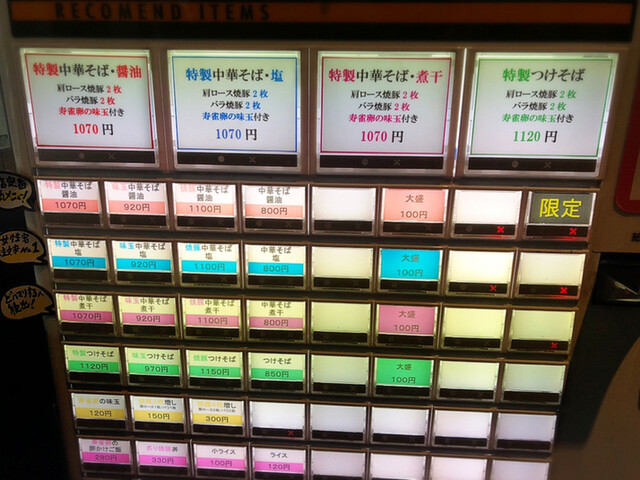 RECOMEND ITEMS
特製中華そば・醤油
肩ロース焼豚2枚
バラ焼豚2枚
寿雀卵の味玉付き
1070円
特製中華そば・塩
肩ロース焼豚2枚
バラ焼豚2枚
寿雀卵の味玉付き
1070円
特製中華そば・煮干
肩ロース焼豚2枚
バラ焼豚2枚
寿雀卵の味玉付き
1070円
特製つけそば
肩ロース焼豚2枚
バラ焼豚2枚
寿雀卵の味玉付き
1120円
特製中華そば
醤油
1070円
味玉中華そば
醤油
920円
焼豚中華そば
醤油
1100円
中華そば
醤油
800円
大盛
100円
限定
特製中華そば
塩
1070円
味玉中華そば
塩
920円
焼豚中華そば
塩
1100円
中華そば
塩
800円
大盛
100円
特製中華そば
煮干
1070円
味玉中華そば
煮干
920円
焼豚中華そば
煮干
1100円
中華そば
煮干
800円
大盛
100円
特製つけそば
1120円
味玉つけそば
970円
焼豚つけそば
1150円
つけそば
850円
大盛
100円
寿雀卵の味玉
120円
増し
150円
増し
300円
寿雀卵の
卵かけご飯
290円
炙り焼豚丼
330円
小ライス
100円
ライス
120円